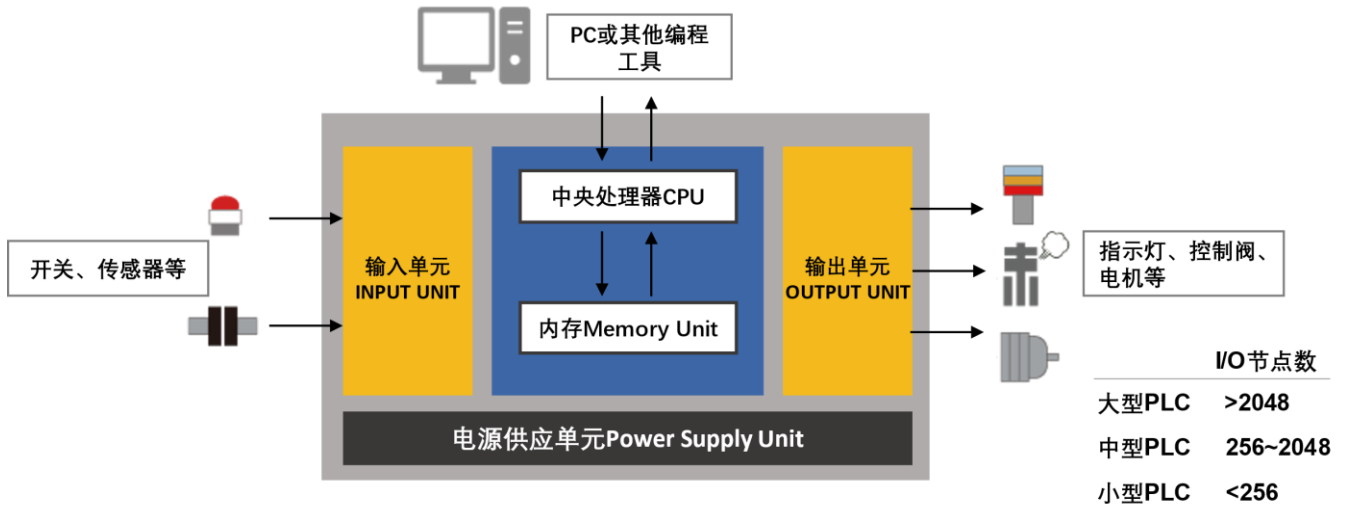 PC或其他编程
工具
中央处理器CPU
开关、传感器等
输入单元
INPUT UNIT
内存Memory Unit
输出单元
OUTPUT UNIT
指示灯、控制阀、
电机等
电源供应单元Power Supply Unit
I/O节点数
大型PLC >2048
中型PLC 256~2048
小型PLC <256